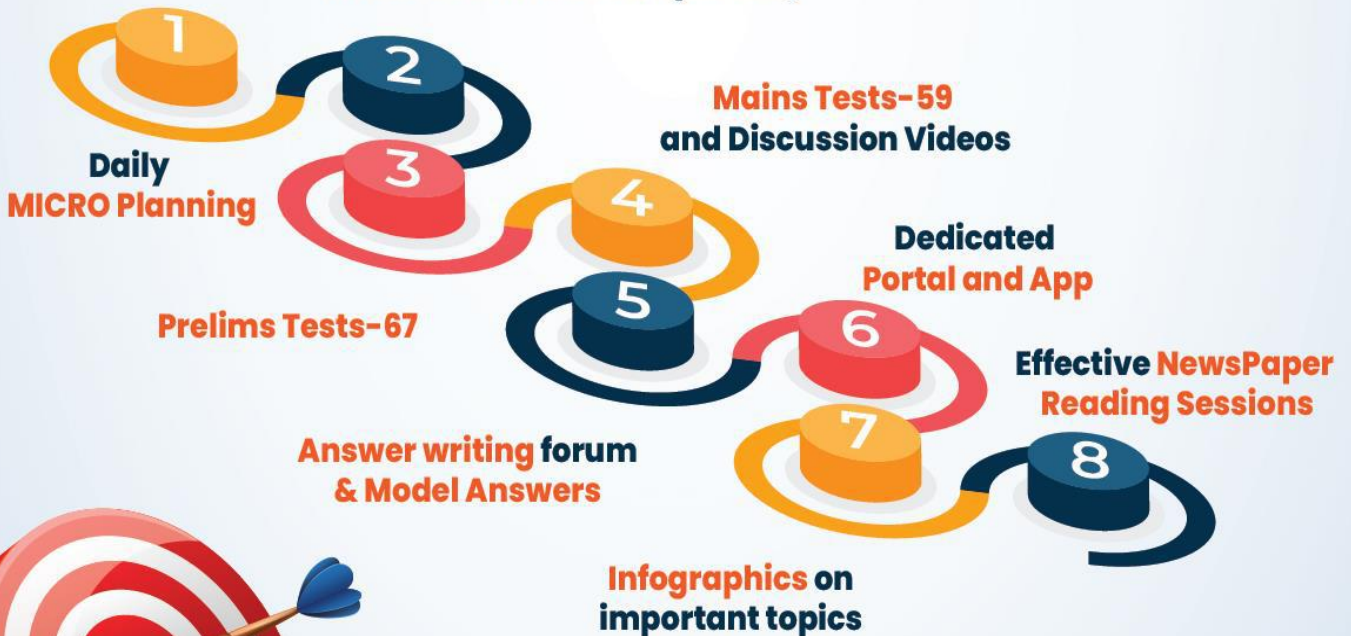 1
2
Mains Tests-59
and Discussion Videos
Daily
MICRO Planning
3
4
Dedicated
Portal and App
Prelims Tests-67
5
6
Effective NewsPaper
Reading Sessions
Answer writing forum
& Model Answers
7
8
Infographics on
important topics